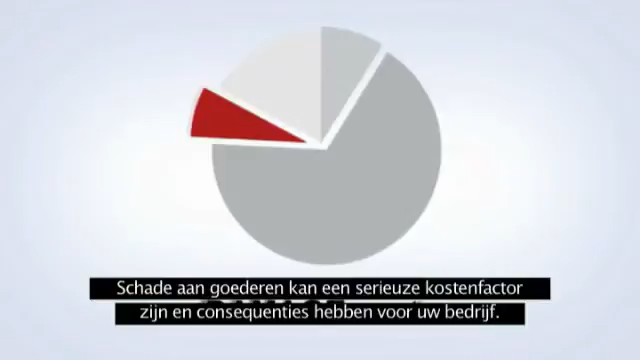 Schade aan goederen kan een serieuze kostenfactor
zijn en consequenties hebben voor uw bedrijf.